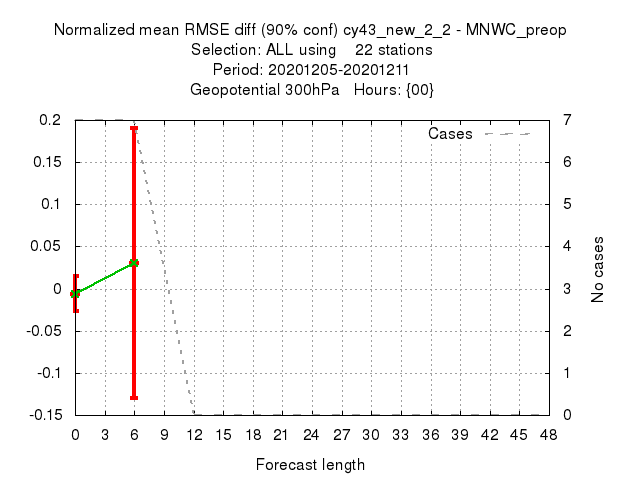 Normalized mean RMSE diff (90% conf) cy43_new_2_2 - MNWC_preop
Selection: ALL using    22 stations
Period: 20201205-20201211
Geopotential 300hPa   Hours: {00}
Cases
0.2
0.15
0.1
0.05
0
-0.05
-0.1
-0.15
7
6
5
4
3
2
1
0
No cases
0 3 6 9 12 15 18 21 24 27 30 33 36 39 42 45 48
Forecast length